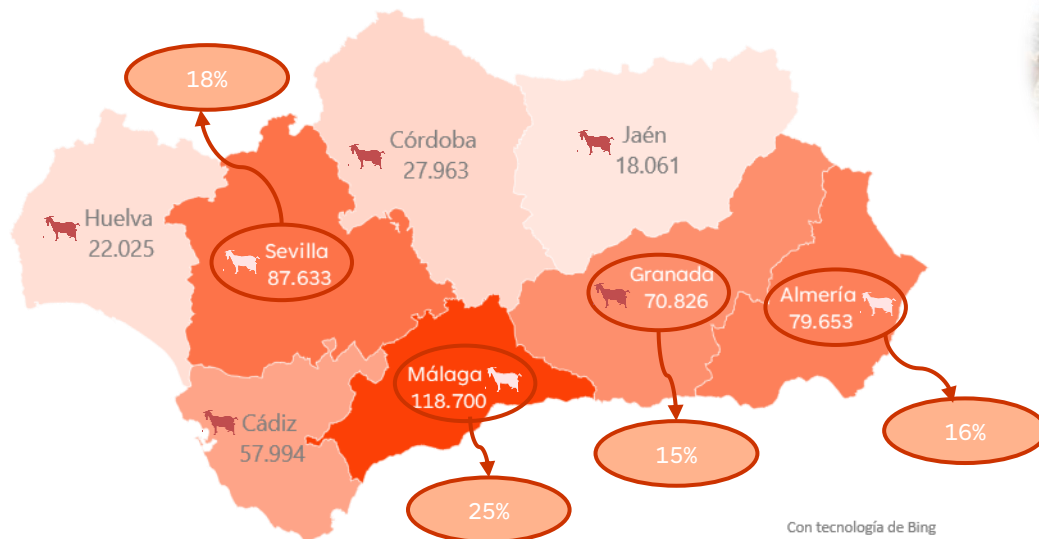 18%
Córdoba
27.963
Jaén
18.061
Huelva
22.025
Sevilla
87.633
Granada
70.826
Almería
79.653
Málaga
118.700
Cádiz
57.994
16%
15%
25%
Con tecnología de Bing